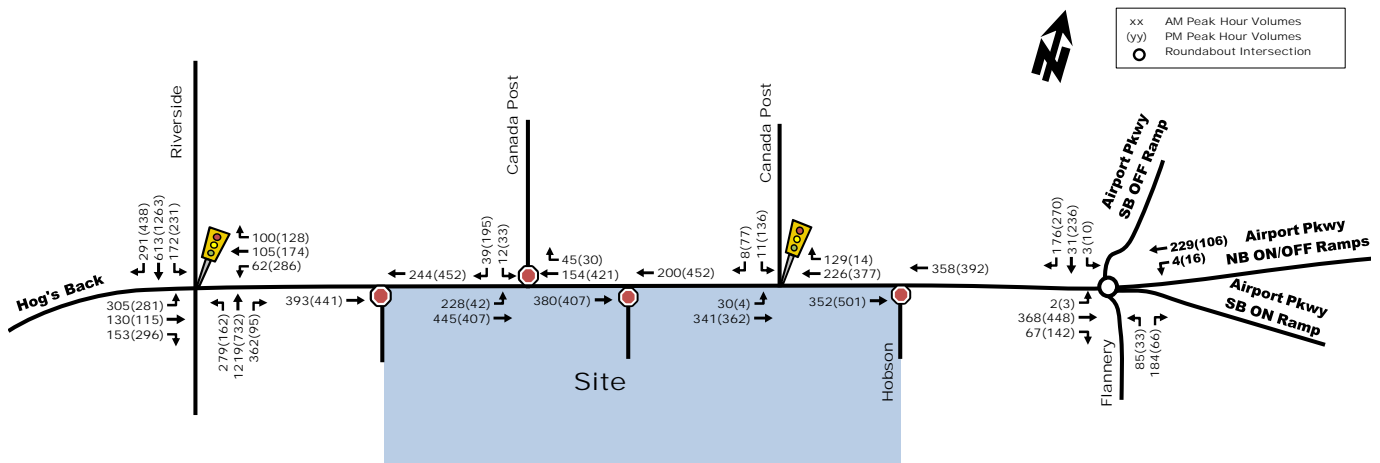 xx AM Peak Hour Volumes
(yy) PM Peak Hour Volumes
Roundabout Intersection
N
Riverside
Canada Post
Canada Post
Airport Pkwy
SB OFF Ramp
Airport Pkwy
NB ON/OFF Ramps
Airport Pkwy
SB ON Ramp
Hog's Back
Flannery
Hobson
Site
291(438)
613(1263)
172(231)
100(128)
105(174)
62(286)
305(281)
130(115)
153(296)
279(162)
1219(732)
362(95)
244(452)
393(441)
39(195)
12(33)
45(30)
154(421)
228(42)
445(407)
200(452)
380(407)
8(77)
11(136)
129(14)
226(377)
30(4)
341(362)
358(392)
352(501)
176(270)
31(236)
3(10)
229(106)
4(16)
2(3)
368(448)
67(142)
85(33)
184(66)